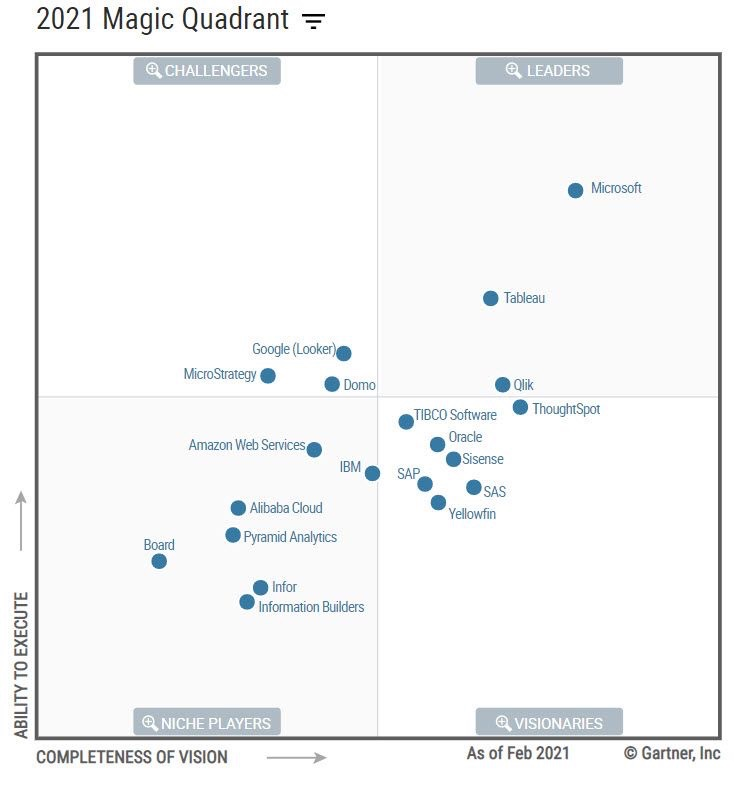 2021 Magic Quadrant
CHALLENGERS
LEADERS
Microsoft
Tableau
Google (Looker)
MicroStrategy
Domo
Qlik
ThoughtSpot
TIBCO Software
Oracle
Amazon Web Services
Sisense
IBM
SAP
SAS
Alibaba Cloud
Yellowfin
Pyramid Analytics
Board
Infor
Information Builders
ABILITY TO EXECUTE
NICHE PLAYERS
VISIONARIES
COMPLETENESS OF VISION
As of Feb 2021
© Gartner, Inc